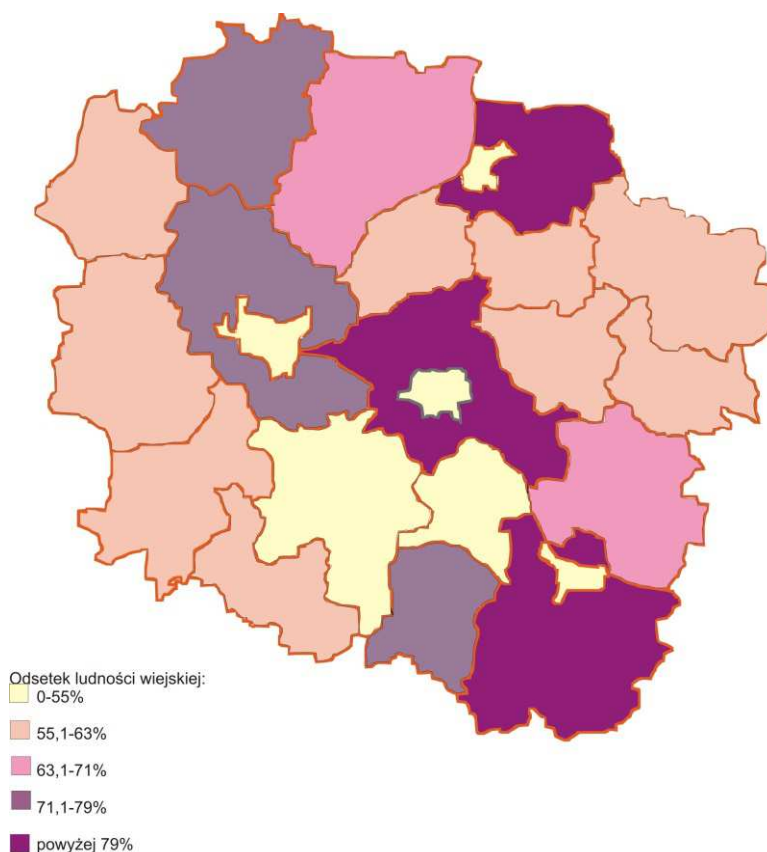 Odsetek ludności wiejskiej:
0-55%
55,1-63%
63,1-71%
71,1-79%
powyżej 79%